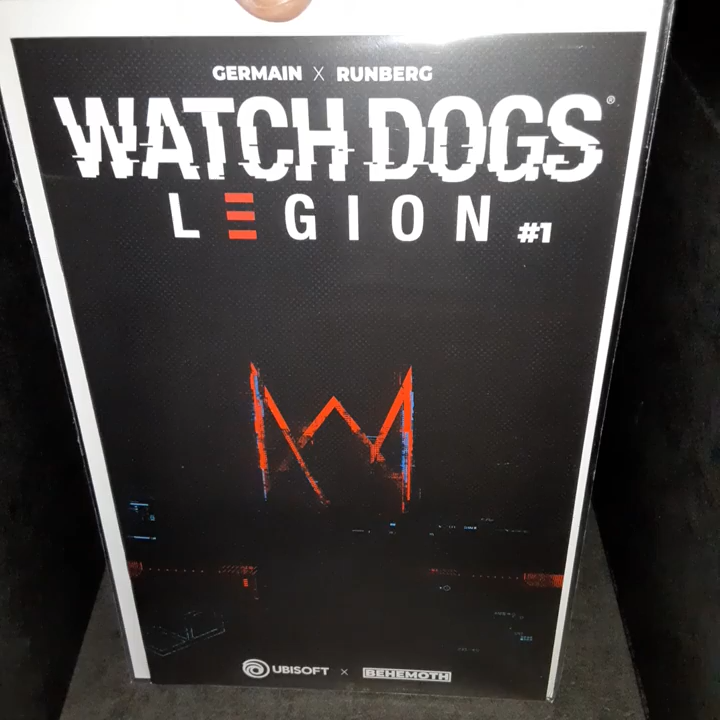 GERMAIN X RUNBERG
WATCH DOGS®
LEGION #1
UBISOFT X BEHEMOTH